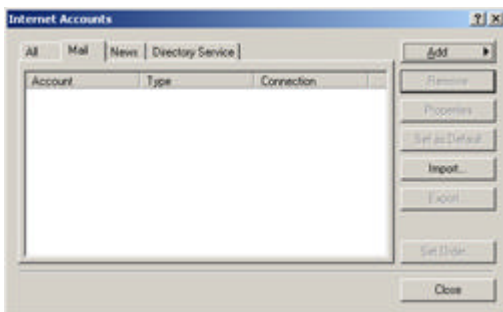 Internet Accounts
All Mail News Directory Service
Add
Account Type Connection
Remove
Properties
Set as Default
Import...
Export...
Set Order...
Close